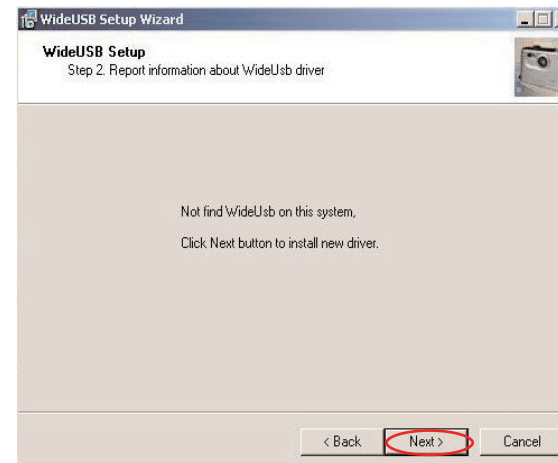 WideUSB Setup Wizard
WideUSB Setup
Step 2. Report information about WideUsb driver
Not find WideUsb on this system,
Click Next button to install new driver.
< Back
Next >
Cancel